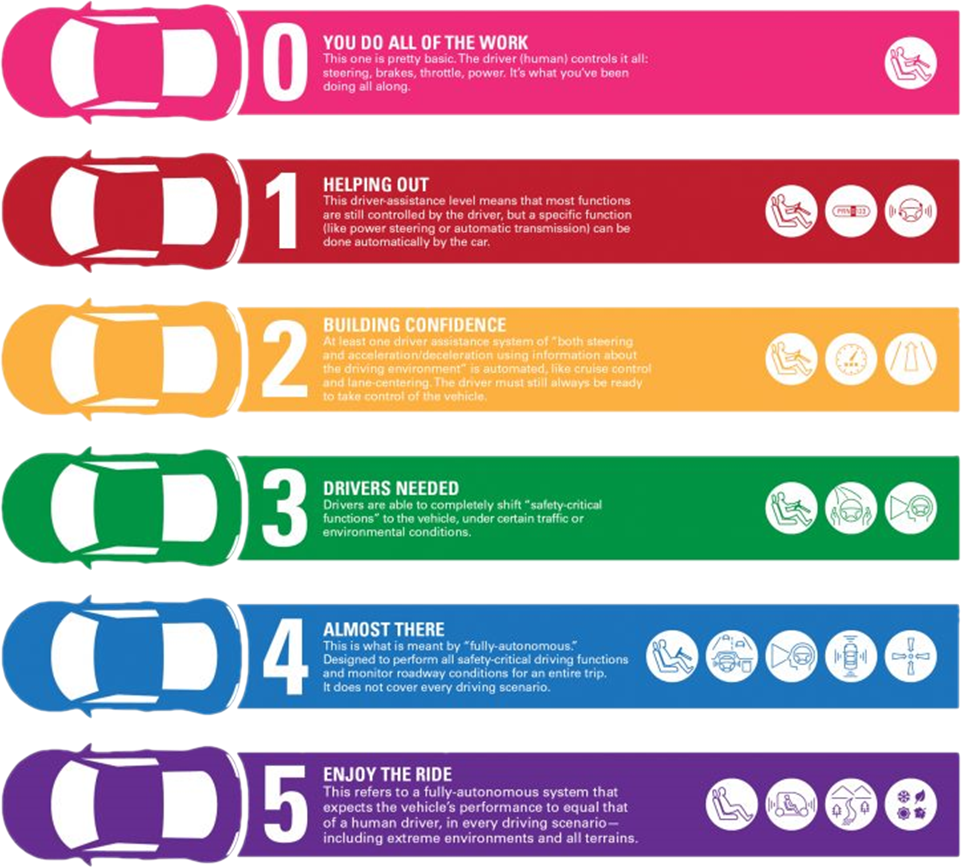 0
YOU DO ALL OF THE WORK
This one is pretty basic. The driver (human) controls it all:
steering, brakes, throttle, power. It's what you've been
doing all along.
1
HELPING OUT
This driver-assistance level means that most functions
are still controlled by the driver, but a specific function
(like power steering or automatic transmission) can be
done automatically by the car.
2
BUILDING CONFIDENCE
At least one driver assistance system of "both steering
and acceleration/deceleration using information about
the driving environment" is automated, like cruise control
and lane-centering. The driver must still always be ready
to take control of the vehicle.
3
DRIVERS NEEDED
Drivers are able to completely shift "safety-critical
functions" to the vehicle, under certain traffic or
environmental conditions.
4
ALMOST THERE
This is what is meant by "fully-autonomous."
Designed to perform all safety-critical driving functions
and monitor roadway conditions for an entire trip.
It does not cover every driving scenario.
5
ENJOY THE RIDE
This refers to a fully-autonomous system that
expects the vehicle's performance to equal that
of a human driver, in every driving scenario—
including extreme environments and all terrains.